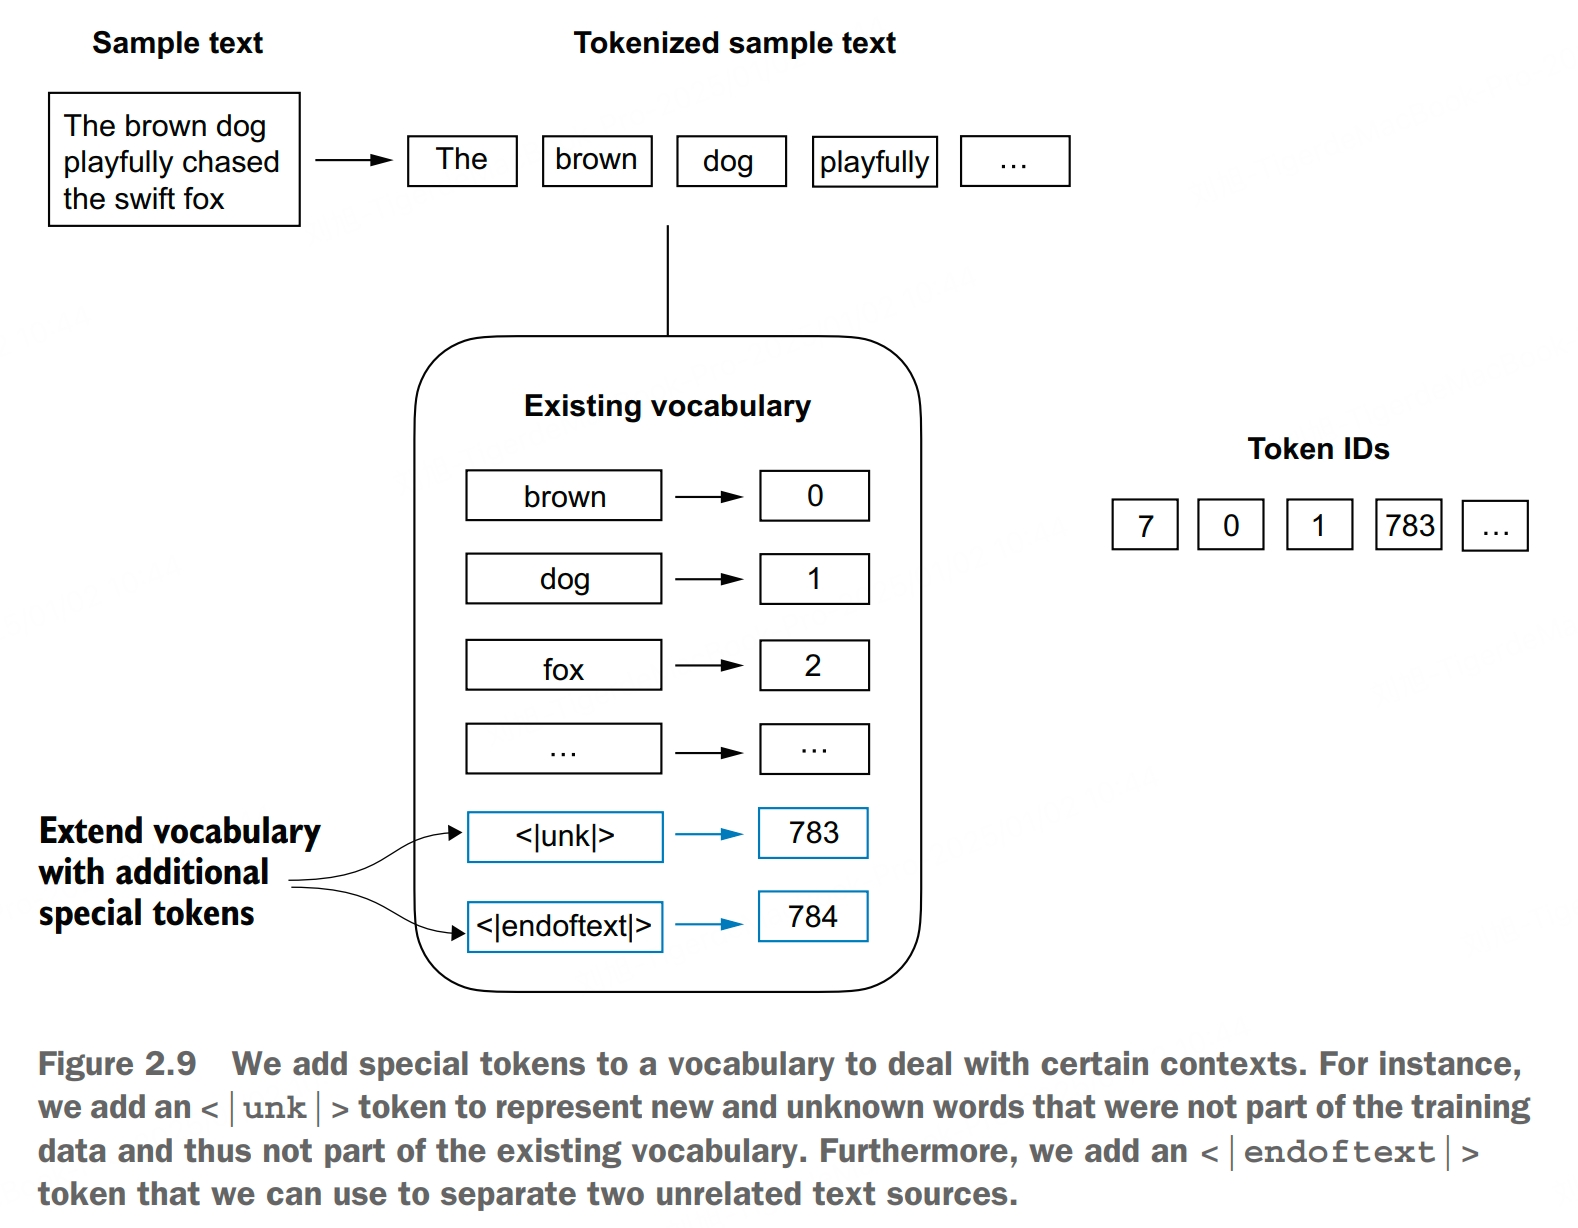 Sample text
Tokenized sample text
The brown dog
playfully chased
the swift fox
The brown dog playfully ...
Existing vocabulary
brown 0
dog 1
fox 2
... ...
<|unk|> 783
<|endoftext|> 784
Token IDs
7 0 1 783 ...
Extend vocabulary
with additional
special tokens
Figure 2.9 We add special tokens to a vocabulary to deal with certain contexts. For instance,
we add an <|unk|> token to represent new and unknown words that were not part of the training
data and thus not part of the existing vocabulary. Furthermore, we add an <|endoftext|>
token that we can use to separate two unrelated text sources.